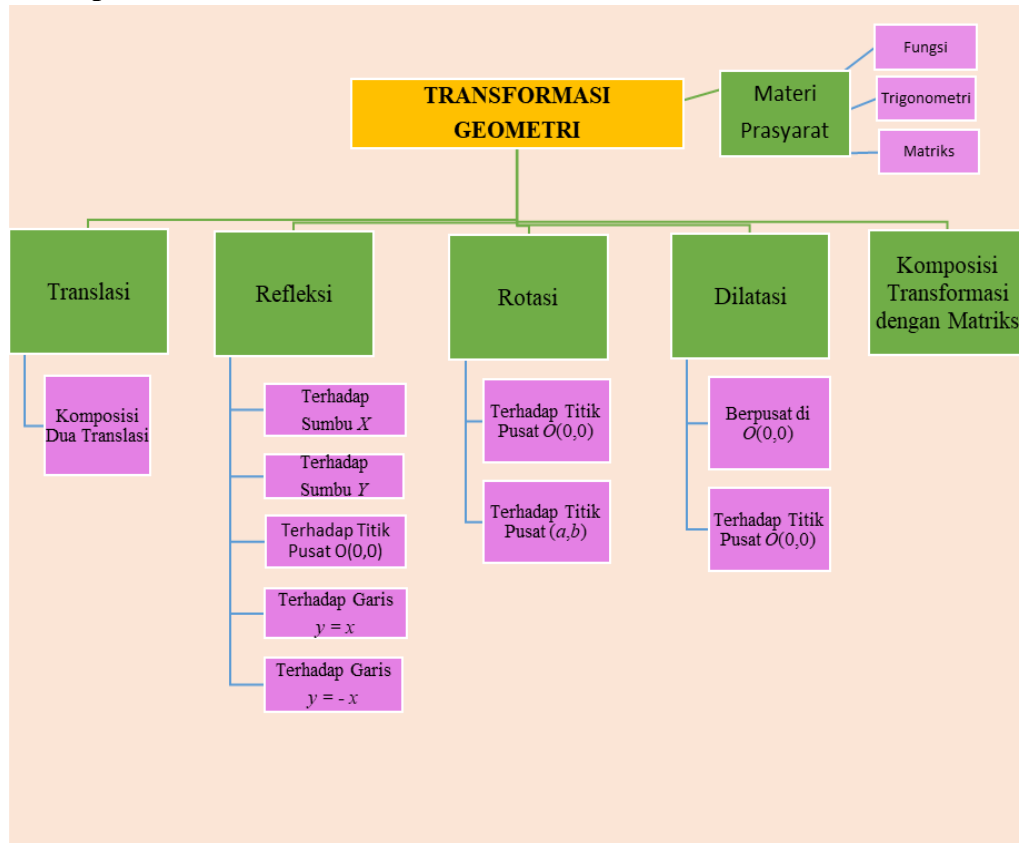 TRANSFORMASI
GEOMETRI
Materi
Prasyarat
Fungsi
Trigonometri
Matriks
Translasi
Komposisi
Dua Translasi
Refleksi
Terhadap
Sumbu X
Terhadap
Sumbu Y
Terhadap Titik
Pusat O(0,0)
Terhadap Garis
y = x
Terhadap Garis
y = - x
Rotasi
Terhadap Titik
Pusat O(0,0)
Terhadap Titik
Pusat (a,b)
Dilatasi
Berpusat di
O(0,0)
Terhadap Titik
Pusat O(0,0)
Komposisi
Transformasi
dengan Matriks